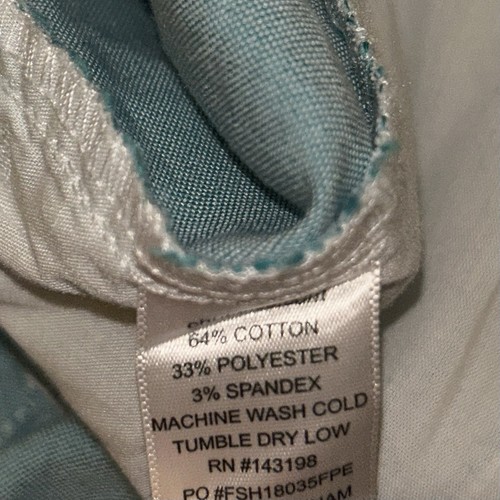 64% COTTON
33% POLYESTER
3% SPANDEX
MACHINE WASH COLD
TUMBLE DRY LOW
RN #143198
PO #FSH18035FPE